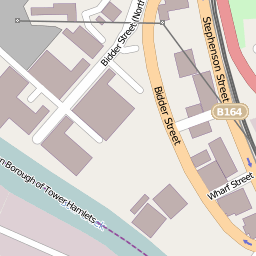 Bidder Street (North
Stephenson Street
B164
Bidder Street
Wharf Street
n Borough of Tower Hamlets